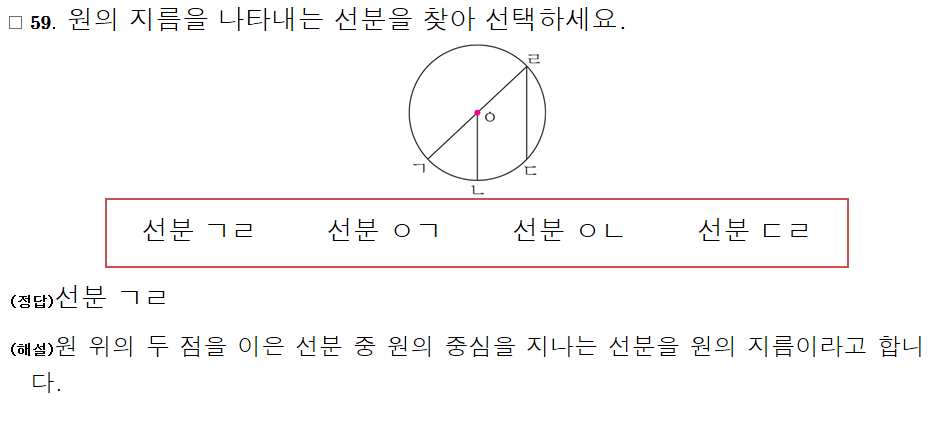 □ 59. 원의 지름을 나타내는 선분을 찾아 선택하세요.
ㄹ
ㅇ
ㄱ
ㄷ
ㄴ
선분 ㄱㄹ 선분 ㅇㄱ 선분 ㅇㄴ 선분 ㄷㄹ
(정답)선분 ㄱㄹ
(해설)원 위의 두 점을 이은 선분 중 원의 중심을 지나는 선분을 원의 지름이라고 합니
다.